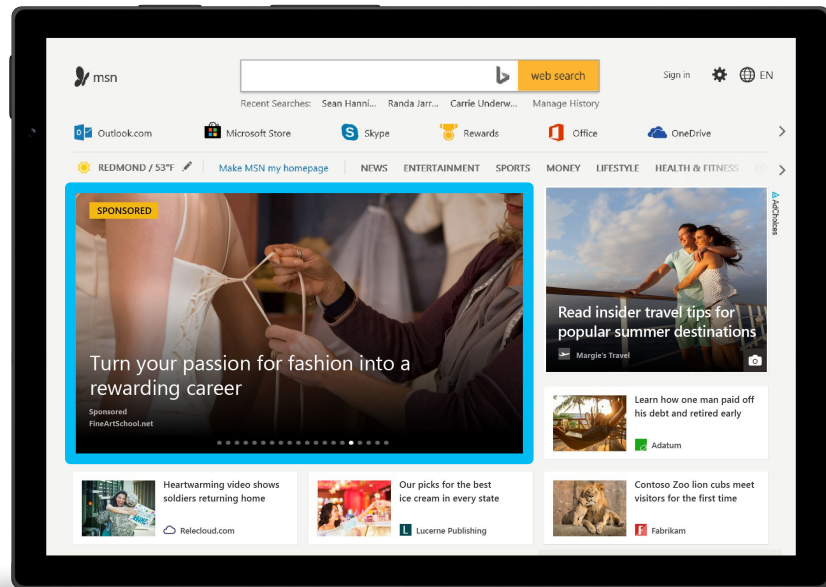 msn
web search
Sign in
EN
Recent Searches: Sean Hanni... Randa Jarr... Carrie Underw... Manage History
Outlook.com
Microsoft Store
Skype
Rewards
Office
OneDrive
REDMOND / 53°F
Make MSN my homepage
NEWS
ENTERTAINMENT
SPORTS
MONEY
LIFESTYLE
HEALTH & FITNESS
SPONSORED
Turn your passion for fashion into a
rewarding career
Sponsored
FineArtSchool.net
AdChoices
Read insider travel tips for
popular summer destinations
Margie's Travel
Learn how one man paid off
his debt and retired early
Adatum
Heartwarming video shows
soldiers returning home
Relecloud.com
Our picks for the best
ice cream in every state
L Lucerne Publishing
Contoso Zoo lion cubs meet
visitors for the first time
F Fabrikam